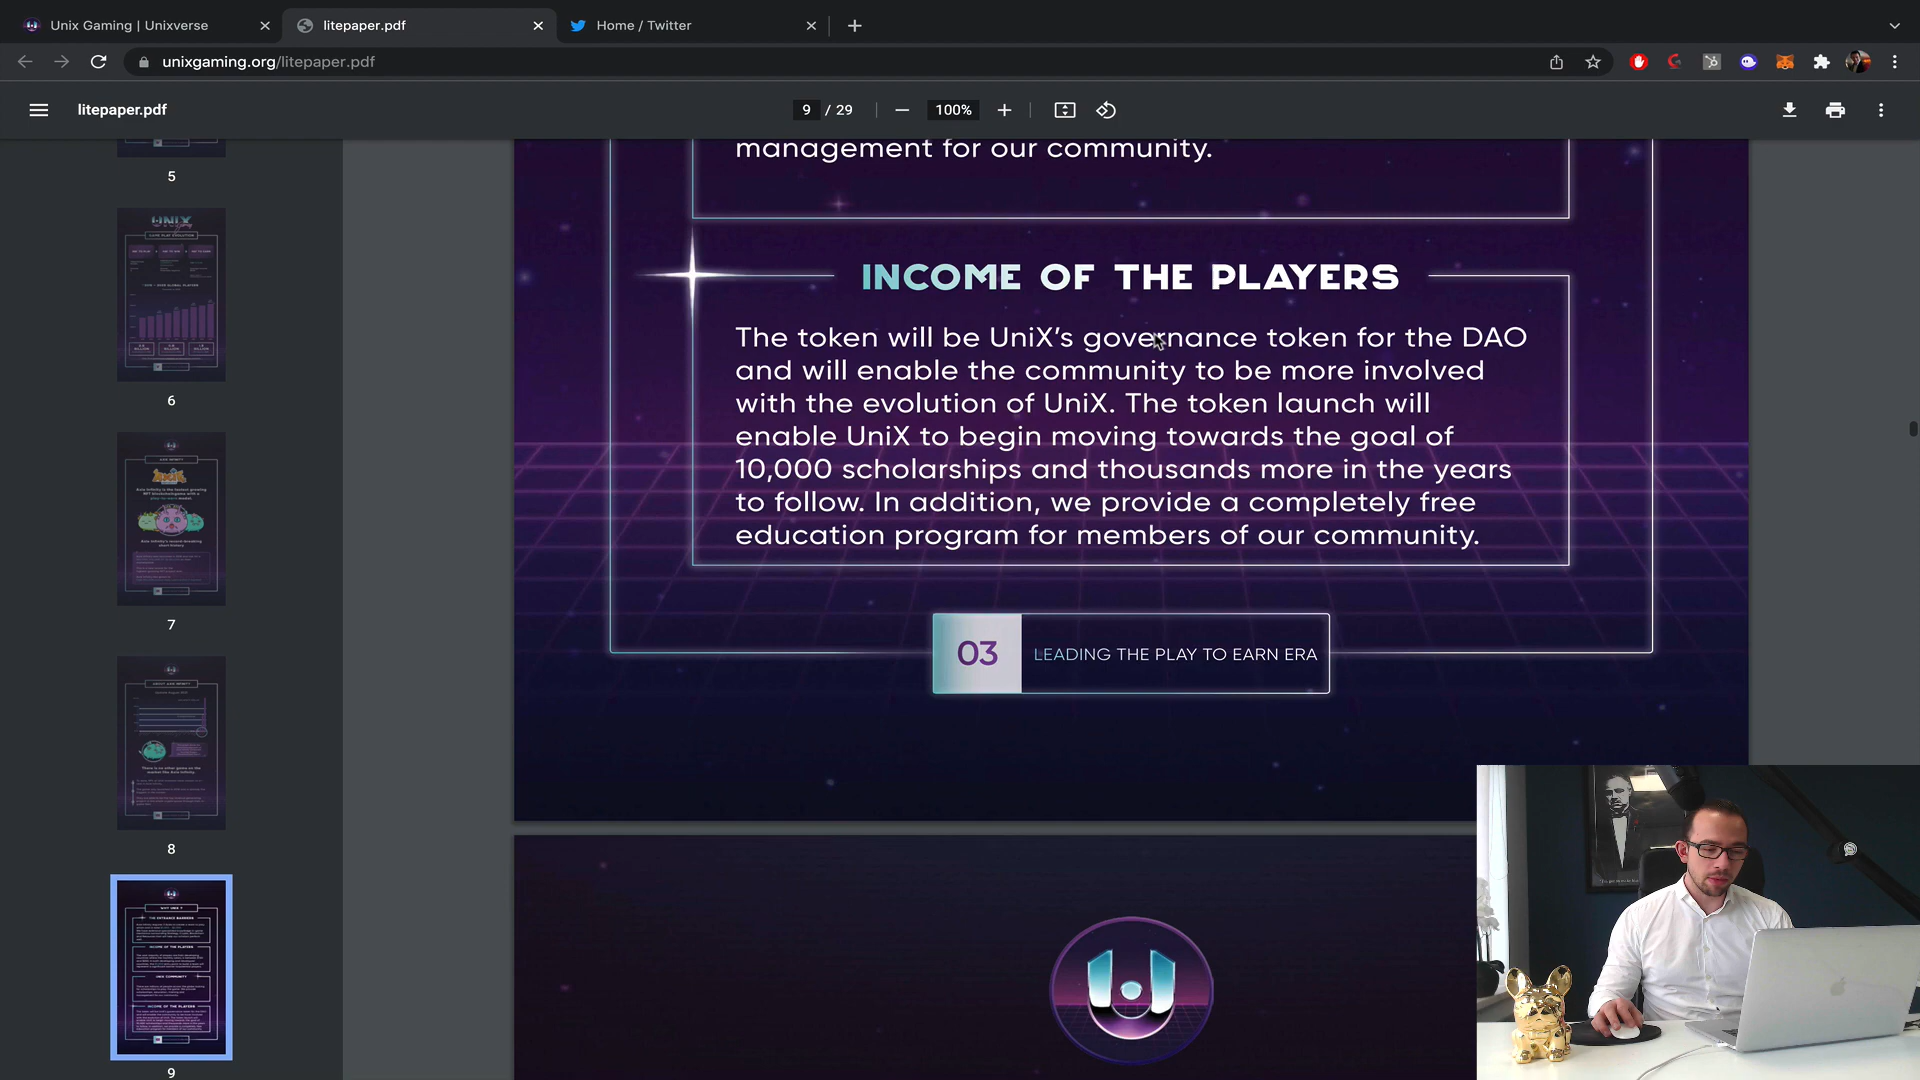 Unix Gaming | Unixverse
litepaper.pdf
Home / Twitter
unixgaming.org/litepaper.pdf
litepaper.pdf
9 / 29
100%
5
UNIX
6
7
8
9
management for our community.
INCOME OF THE PLAYERS
The token will be UniX's governance token for the DAO
and will enable the community to be more involved
with the evolution of UniX. The token launch will
enable UniX to begin moving towards the goal of
10,000 scholarships and thousands more in the years
to follow. In addition, we provide a completely free
education program for members of our community.
03
LEADING THE PLAY TO EARN ERA